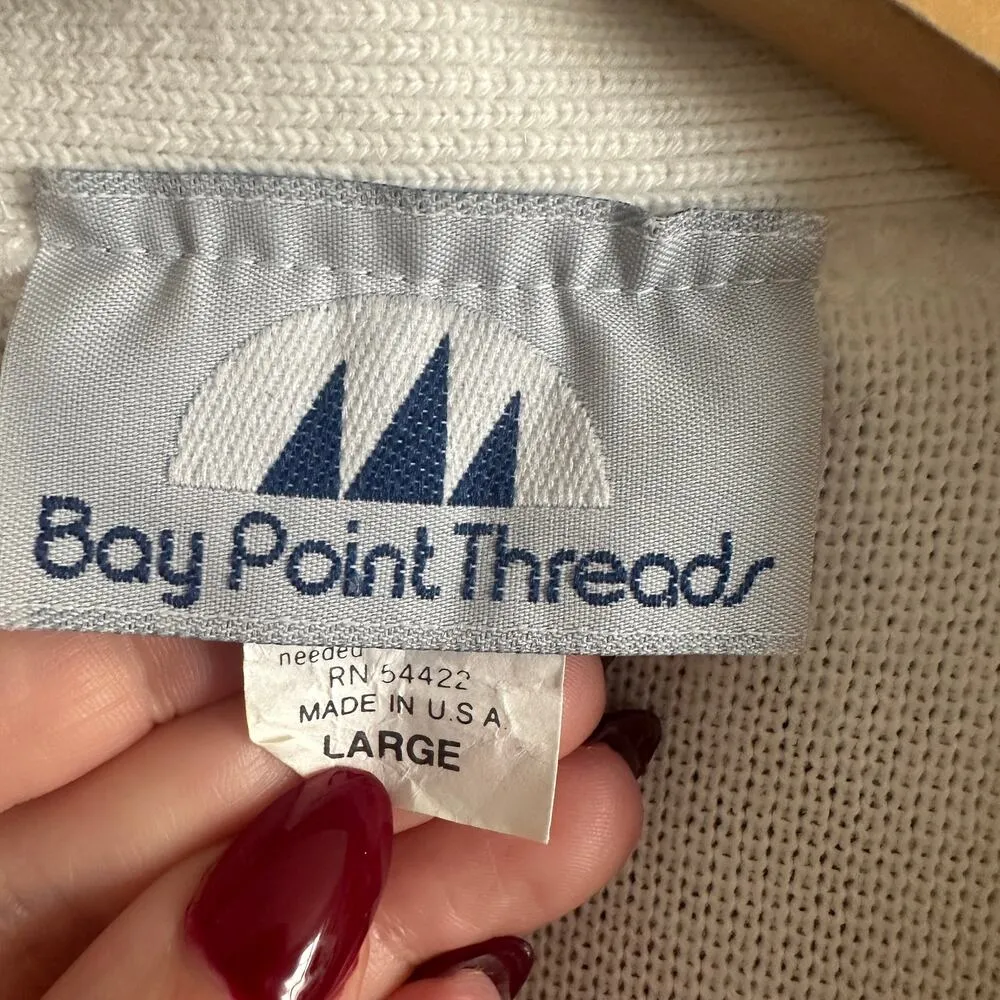 Bay Point Threads
needed
RN 54422
MADE IN U.S A.
LARGE